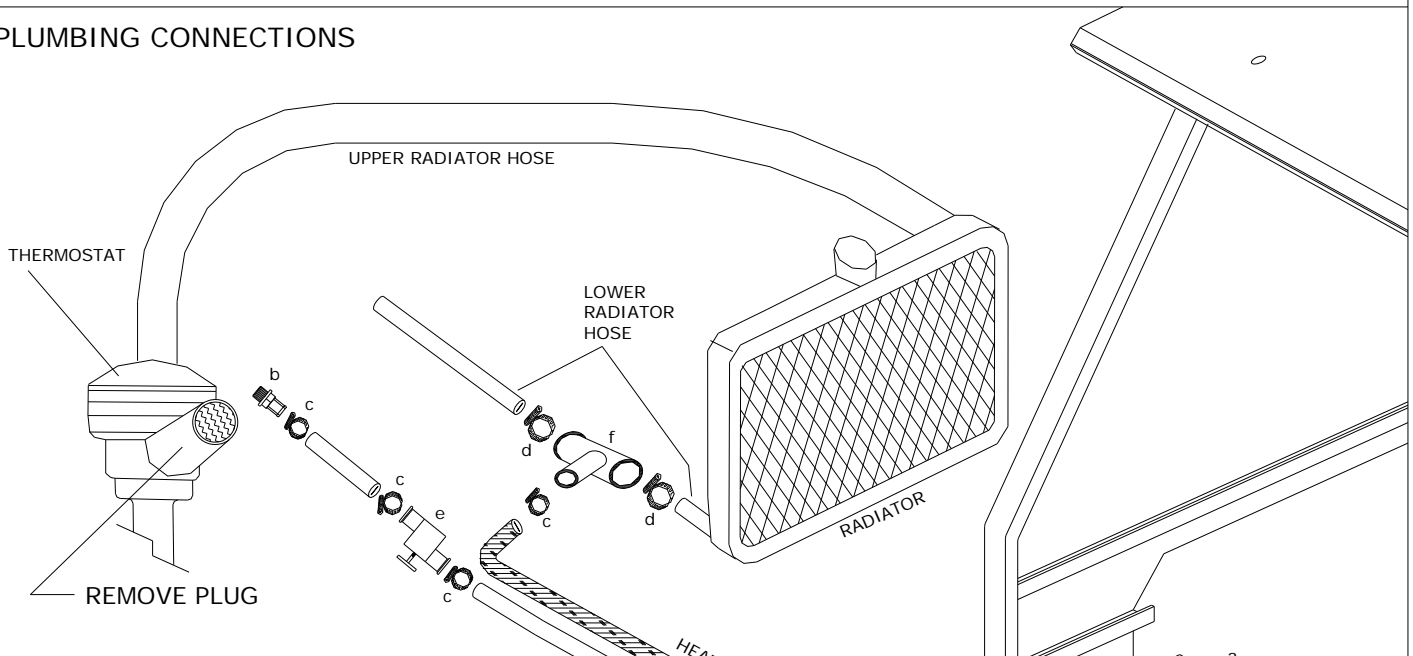 PLUMBING CONNECTIONS
UPPER RADIATOR HOSE
THERMOSTAT
LOWER
RADIATOR
HOSE
b
c
d
f
c
e
c
d
c
RADIATOR
REMOVE PLUG
a